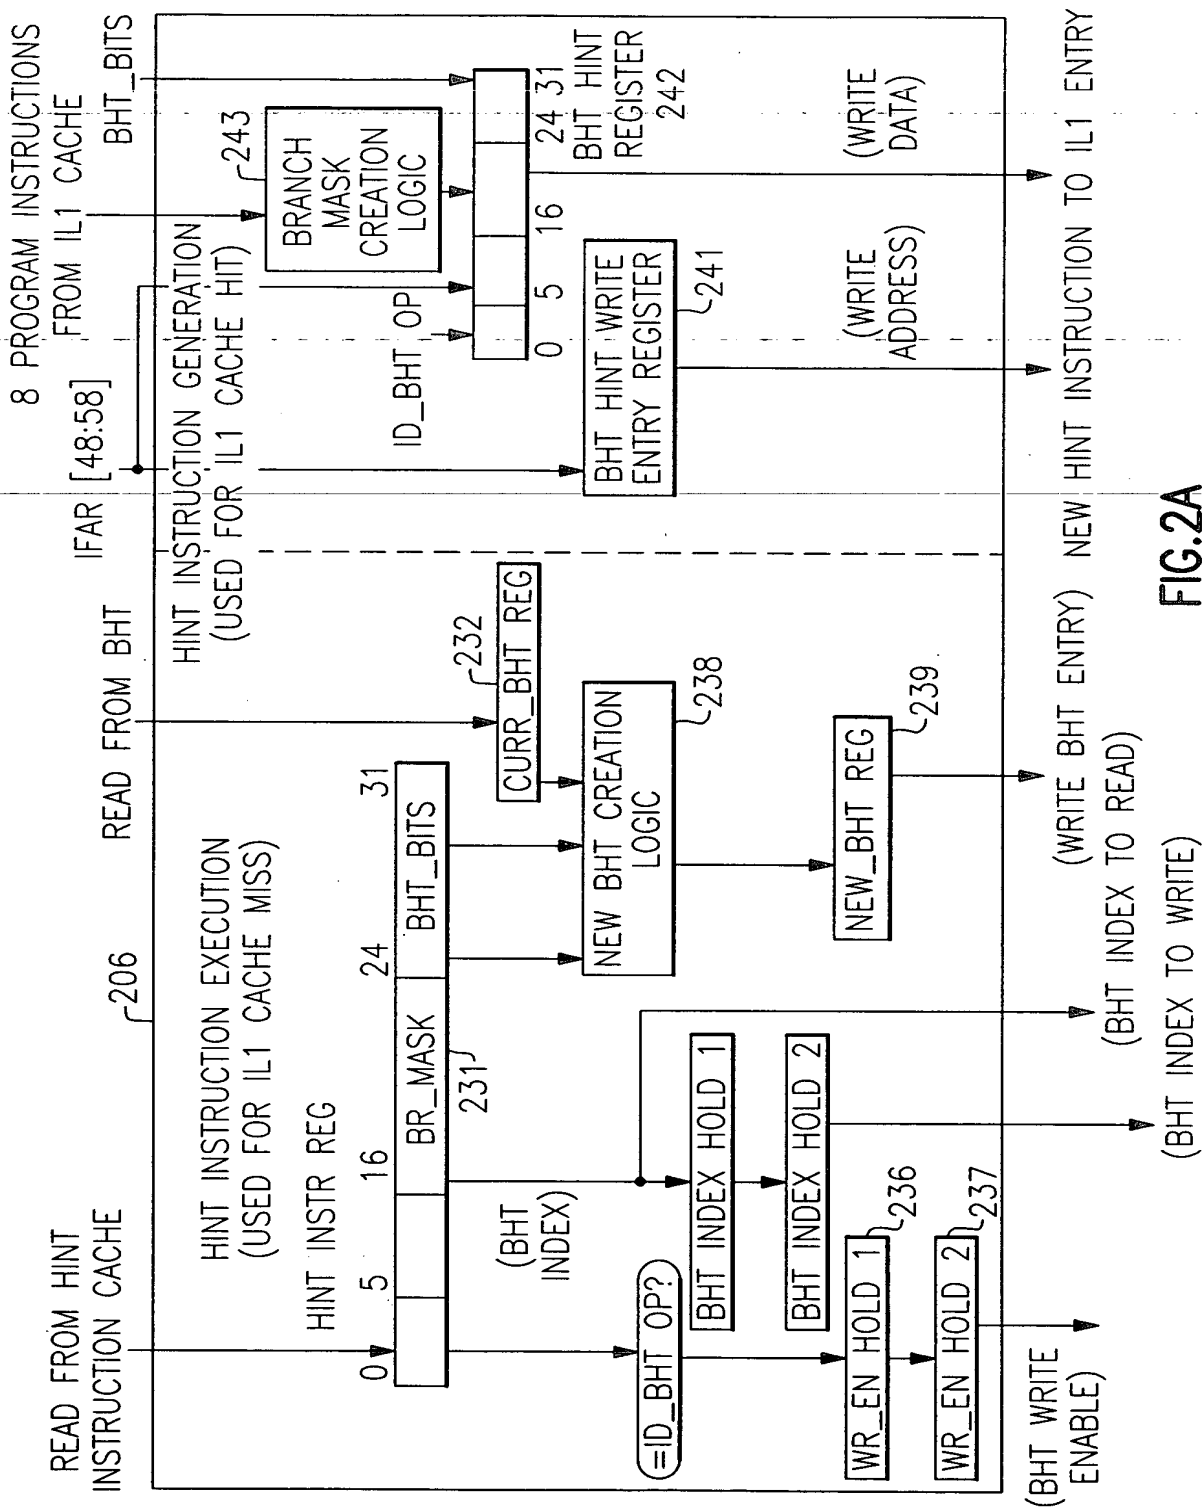 READ FROM HINT
INSTRUCTION CACHE
206
READ FROM BHT
IFAR [48:58]
8 PROGRAM INSTRUCTIONS
FROM IL1 CACHE
BHT_BITS
HINT INSTRUCTION EXECUTION
(USED FOR IL1 CACHE MISS)
HINT INSTR REG
0
5
16
24
31
BR_MASK
BHT_BITS
231
(BHT
INDEX)
=ID_BHT OP?
BHT INDEX HOLD 1
BHT INDEX HOLD 2
WR_EN HOLD 1
236
WR_EN HOLD 2
237
CURR_BHT REG
232
NEW BHT CREATION
LOGIC
238
NEW_BHT REG
239
HINT INSTRUCTION GENERATION
(USED FOR IL1 CACHE HIT)
243
BRANCH
MASK
CREATION
LOGIC
ID_BHT OP
0
5
16
24
31
BHT HINT
REGISTER
242
BHT HINT WRITE
ENTRY REGISTER
241
(WRITE
ADDRESS)
(WRITE
DATA)
(BHT WRITE
ENABLE)
(BHT INDEX TO WRITE)
(BHT INDEX TO READ)
(WRITE BHT ENTRY)
NEW HINT INSTRUCTION TO IL1 ENTRY
FIG.2A